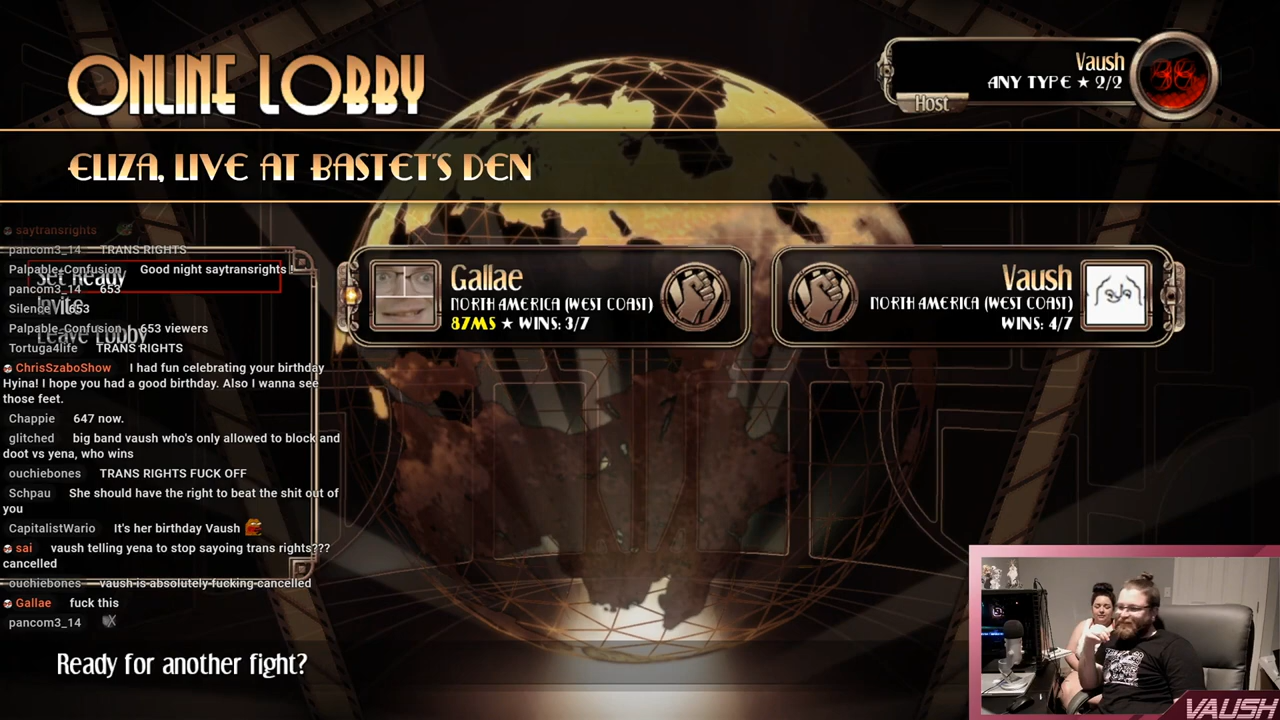 ONLINE LOBBY
Vaush
ANY TYPE ★ 2/2
Host
ELIZA, LIVE AT BASTET'S DEN
saytransrights
pancom3_14 TRANS RIGHTS
Palpable_Confusion Good night saytransrights !
Set Ready
pancom3_14 653
Invite
Silence 653
Palpable_Confusion 653 viewers
Leave Lobby
Tortuga4life TRANS RIGHTS
ChrisSzaboShow I had fun celebrating your birthday
Hyina! I hope you had a good birthday. Also I wanna see
those feet.
Chappie 647 now.
glitched big band vaush who's only allowed to block and
doot vs yena, who wins
ouchiebones TRANS RIGHTS FUCK OFF
Schpau She should have the right to beat the shit out of
you
CapitalistWario It's her birthday Vaush
sai vaush telling yena to stop sayoing trans rights???
cancelled
ouchiebones vaush is absolutely fucking cancelled
Gallae fuck this
pancom3_14
Gallae
NORTH AMERICA (WEST COAST)
87MS ★ WINS: 3/7
Vaush
NORTH AMERICA (WEST COAST)
WINS: 4/7
Ready for another fight?
VAUSH